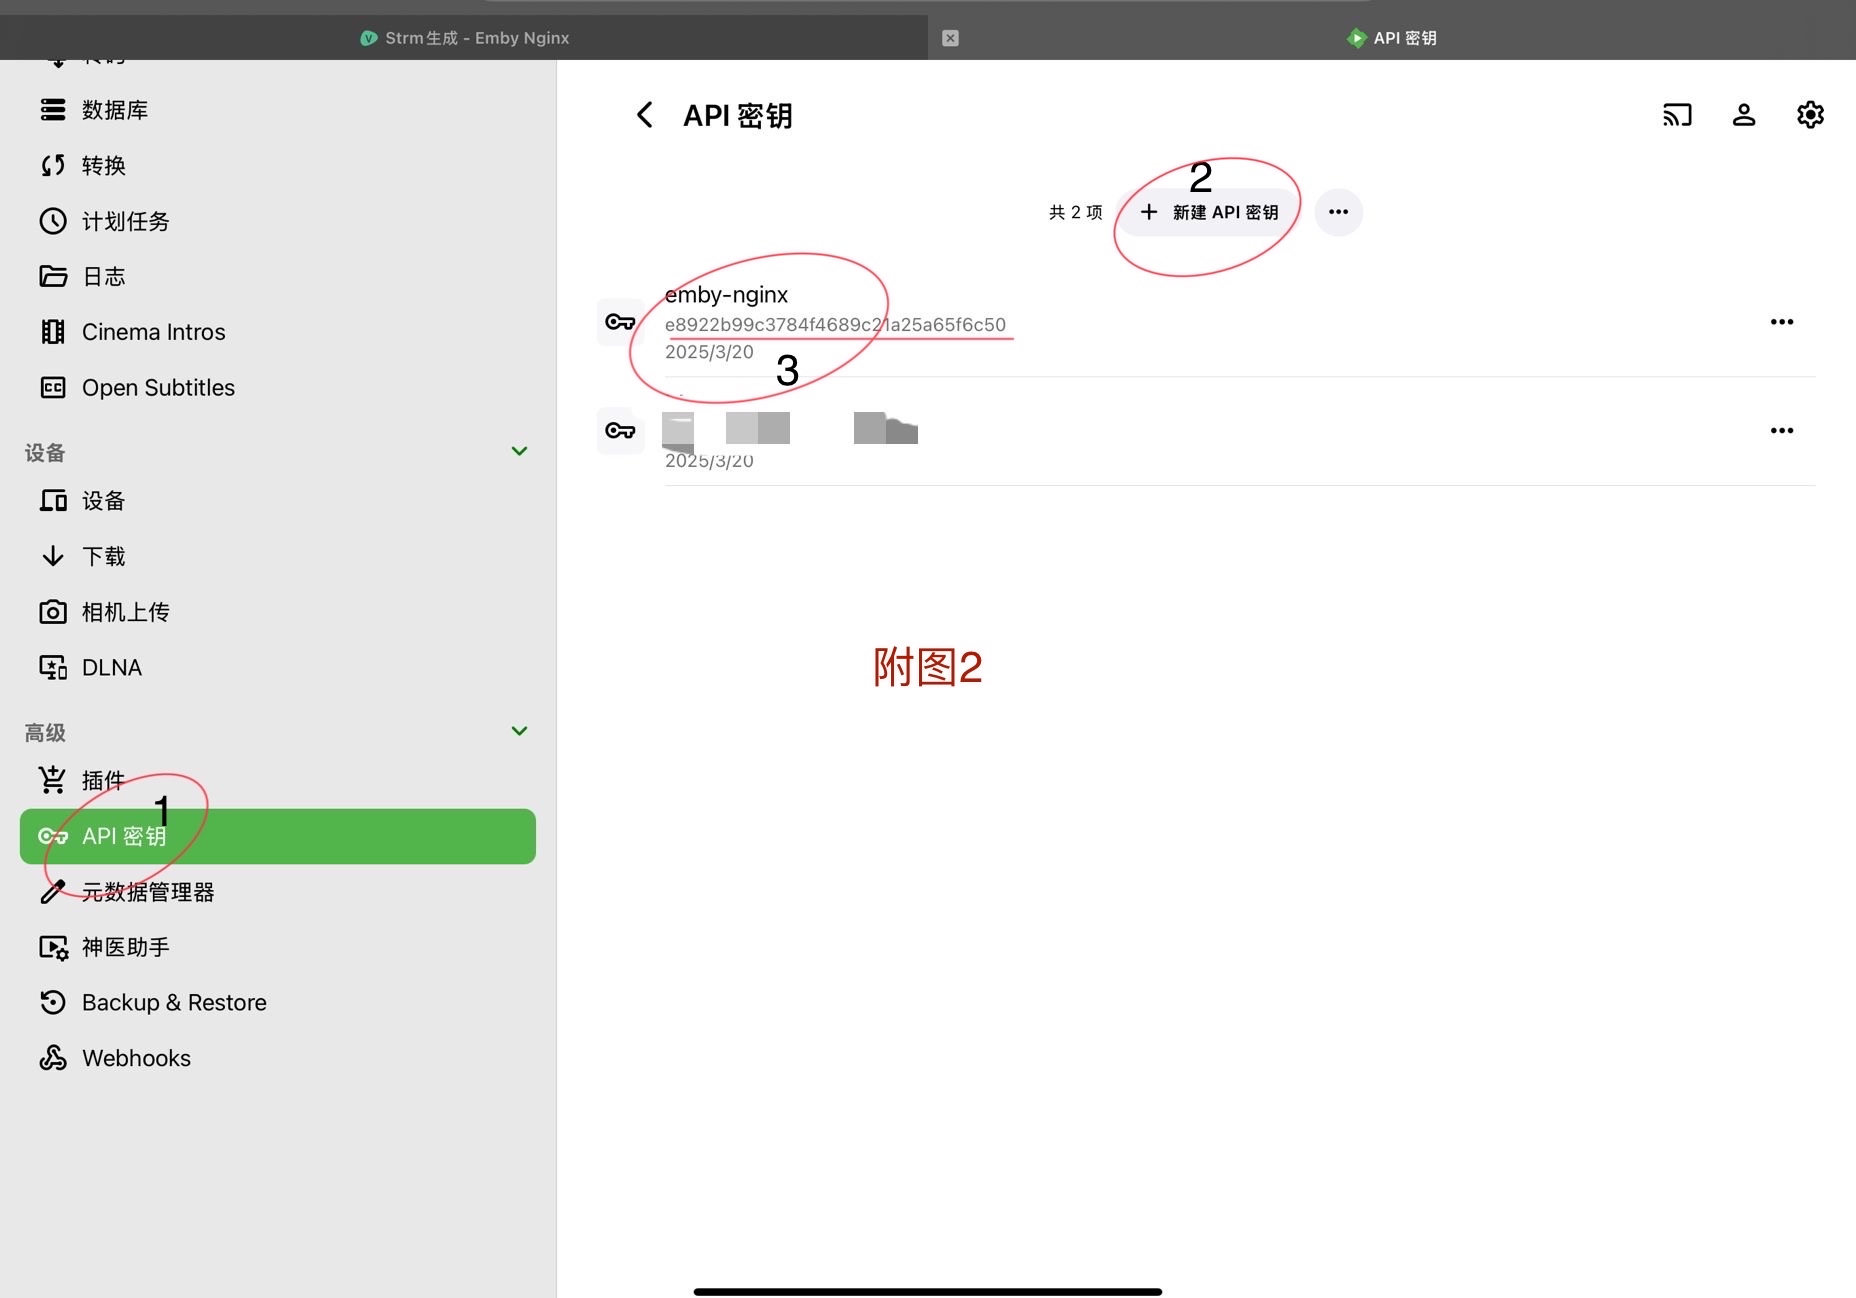 Strm生成 - Emby Nginx
API 密钥
数据库
转换
计划任务
日志
Cinema Intros
Open Subtitles
设备
设备
下载
相机上传
DLNA
高级
插件
1
API 密钥
元数据管理器
神医助手
Backup & Restore
Webhooks
API 密钥
2
共 2 项
新建 API 密钥
emby-nginx
e8922b99c3784f4689c21a25a65f6c50
2025/3/20
3
2025/3/20
附图2